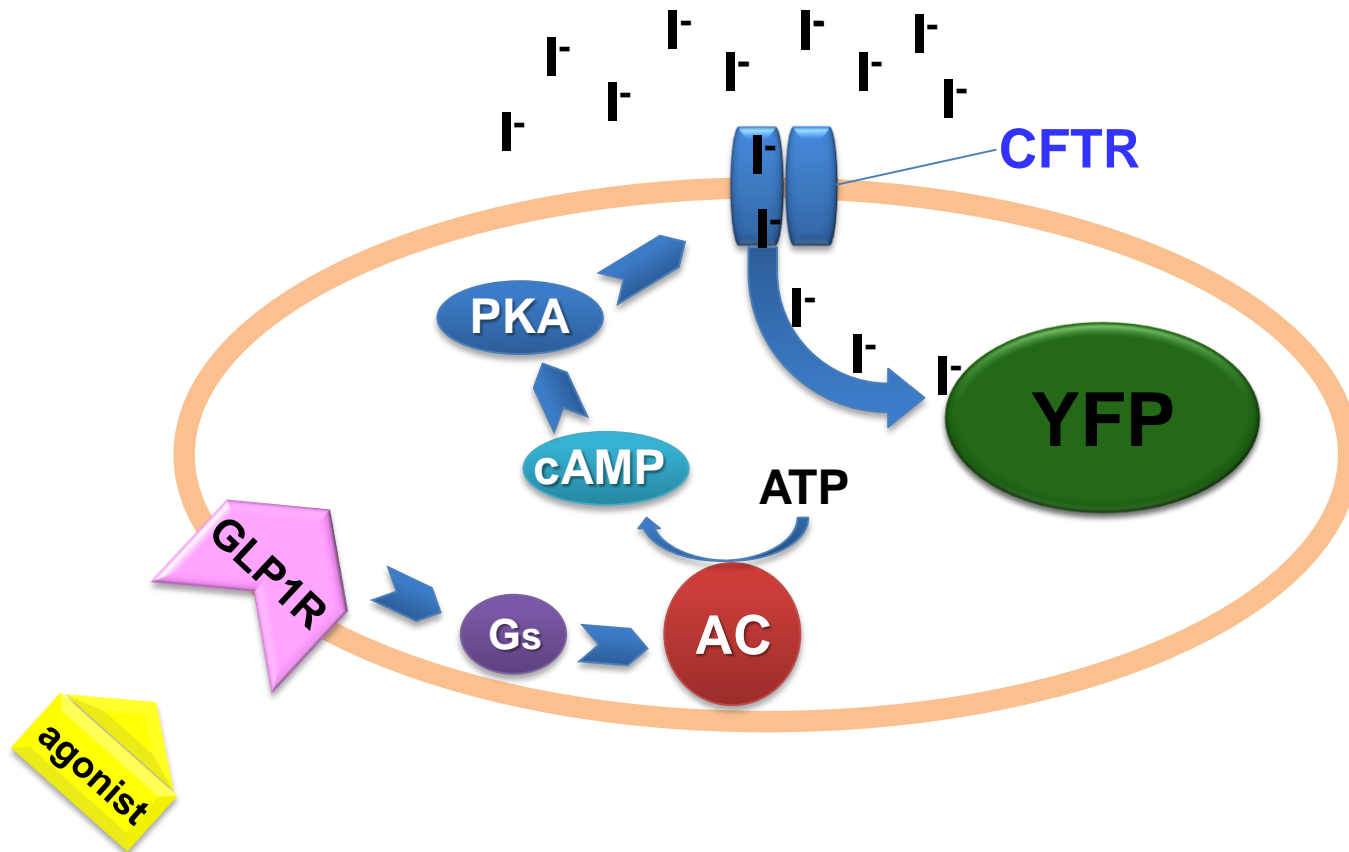 I-
I-
I-
I-
I-
I-
I-
I-
I-
I-
CFTR
I-
I-
PKA
I-
I-
YFP
cAMP
ATP
GLP1R
Gs
AC
agonist